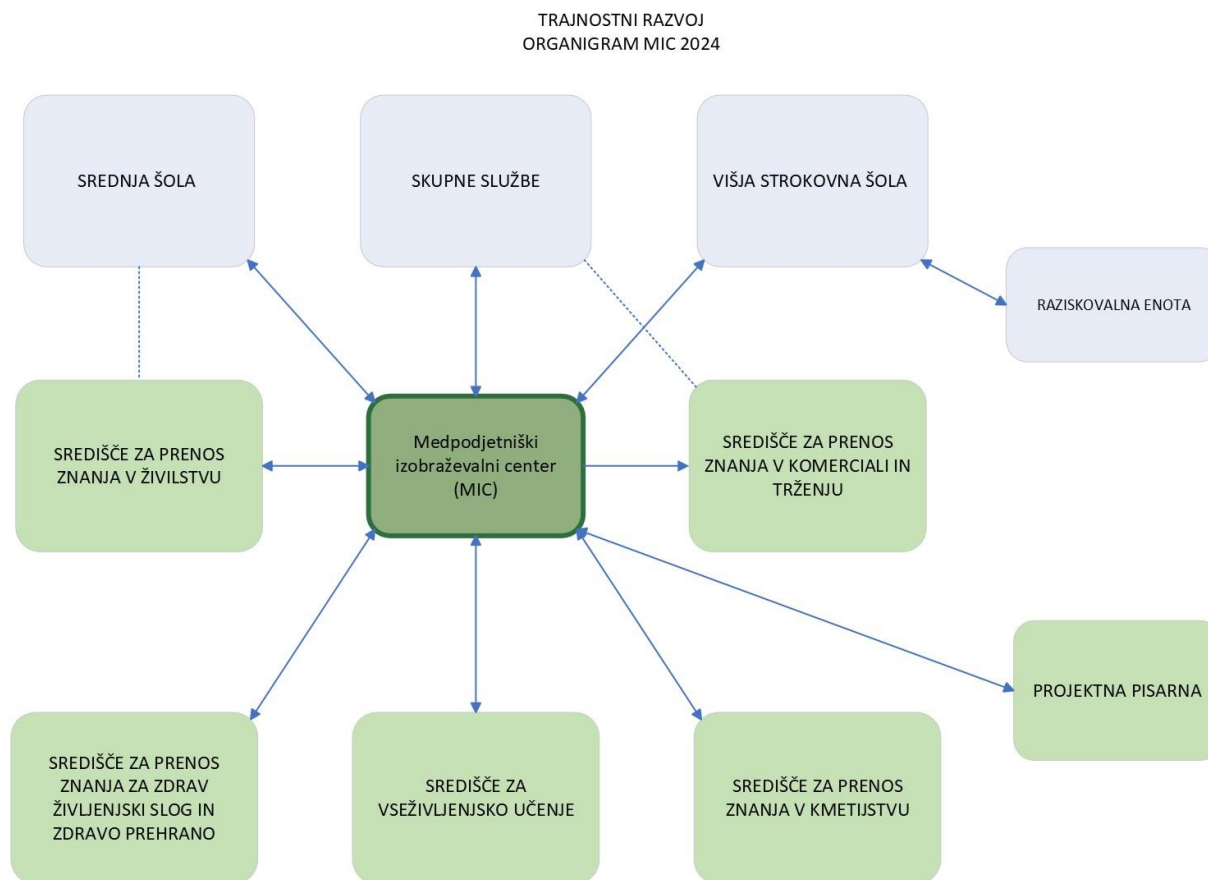 TRAJNOSTNI RAZVOJ
ORGANIGRAM MIC 2024
SREDNJA ŠOLA
SKUPNE SLUŽBE
VIŠJA STROKOVNA ŠOLA
RAZISKOVALNA ENOTA
SREDIŠČE ZA PRENOS
ZNANJA V ŽIVILSTVU
Medpodjetniški
izobraževalni center
(MIC)
SREDIŠČE ZA PRENOS
ZNANJA V KOMERCIALI IN
TRŽENJU
PROJEKTNA PISARNA
SREDIŠČE ZA PRENOS
ZNANJA ZA ZDRAV
ŽIVLJENJSKI SLOG IN
ZDRAVO PREHRANO
SREDIŠČE ZA
VSEŽIVLJENJSKO UČENJE
SREDIŠČE ZA PRENOS
ZNANJA V KMETIJSTVU